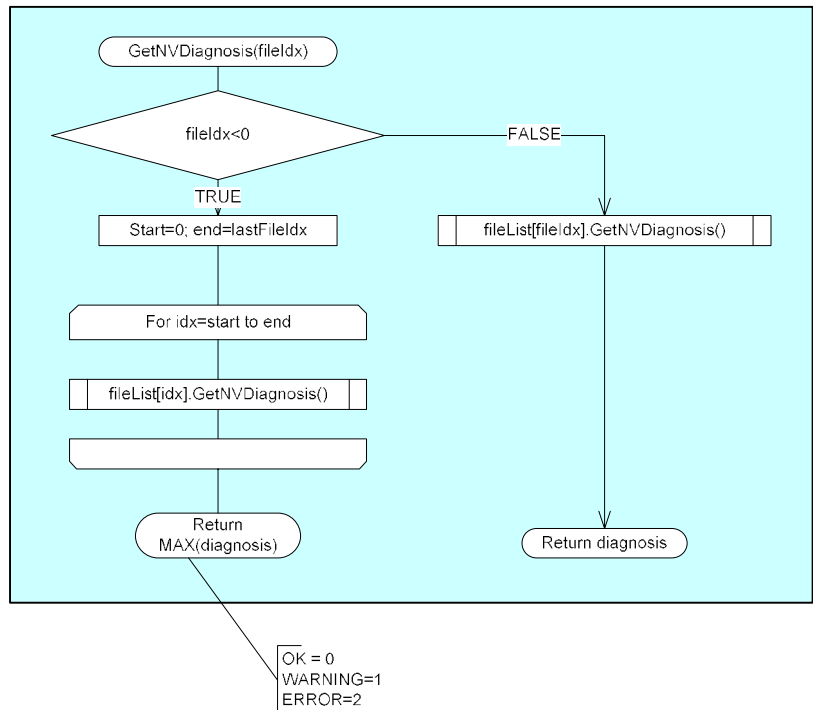 GetNVDiagnosis(fileIdx)
fileIdx<0
FALSE
TRUE
Start=0; end=lastFileIdx
fileList[fileIdx].GetNVDiagnosis()
For idx=start to end
fileList[idx].GetNVDiagnosis()
Return
MAX(diagnosis)
Return diagnosis
OK = 0
WARNING=1
ERROR=2